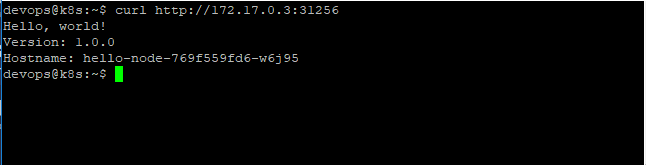 devops@k8s:~$ curl http://172.17.0.3:31256
Hello, world!
Version: 1.0.0
Hostname: hello-node-769f559fd6-w6j95
devops@k8s:~$